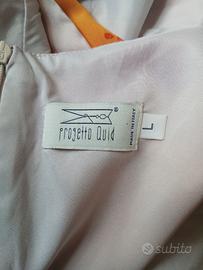 ®
progetto Quid
MADE IN ITALY
L
subito